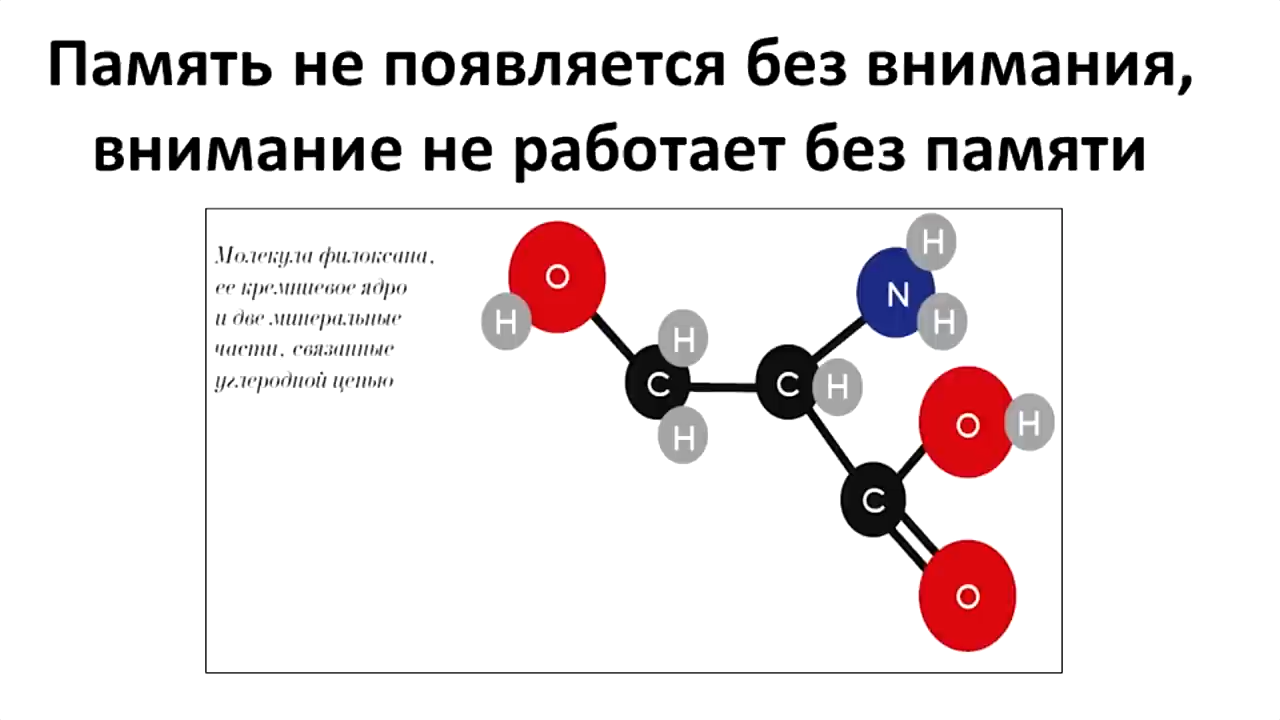 Память не появляется без внимания,
внимание не работает без памяти
Молекула филоксана,
ее кремниевое ядро
и две минеральные
части, связанные
углеродной цепью
H
O
N
H
O
H
H
C
C
H
H
O
H
C
O